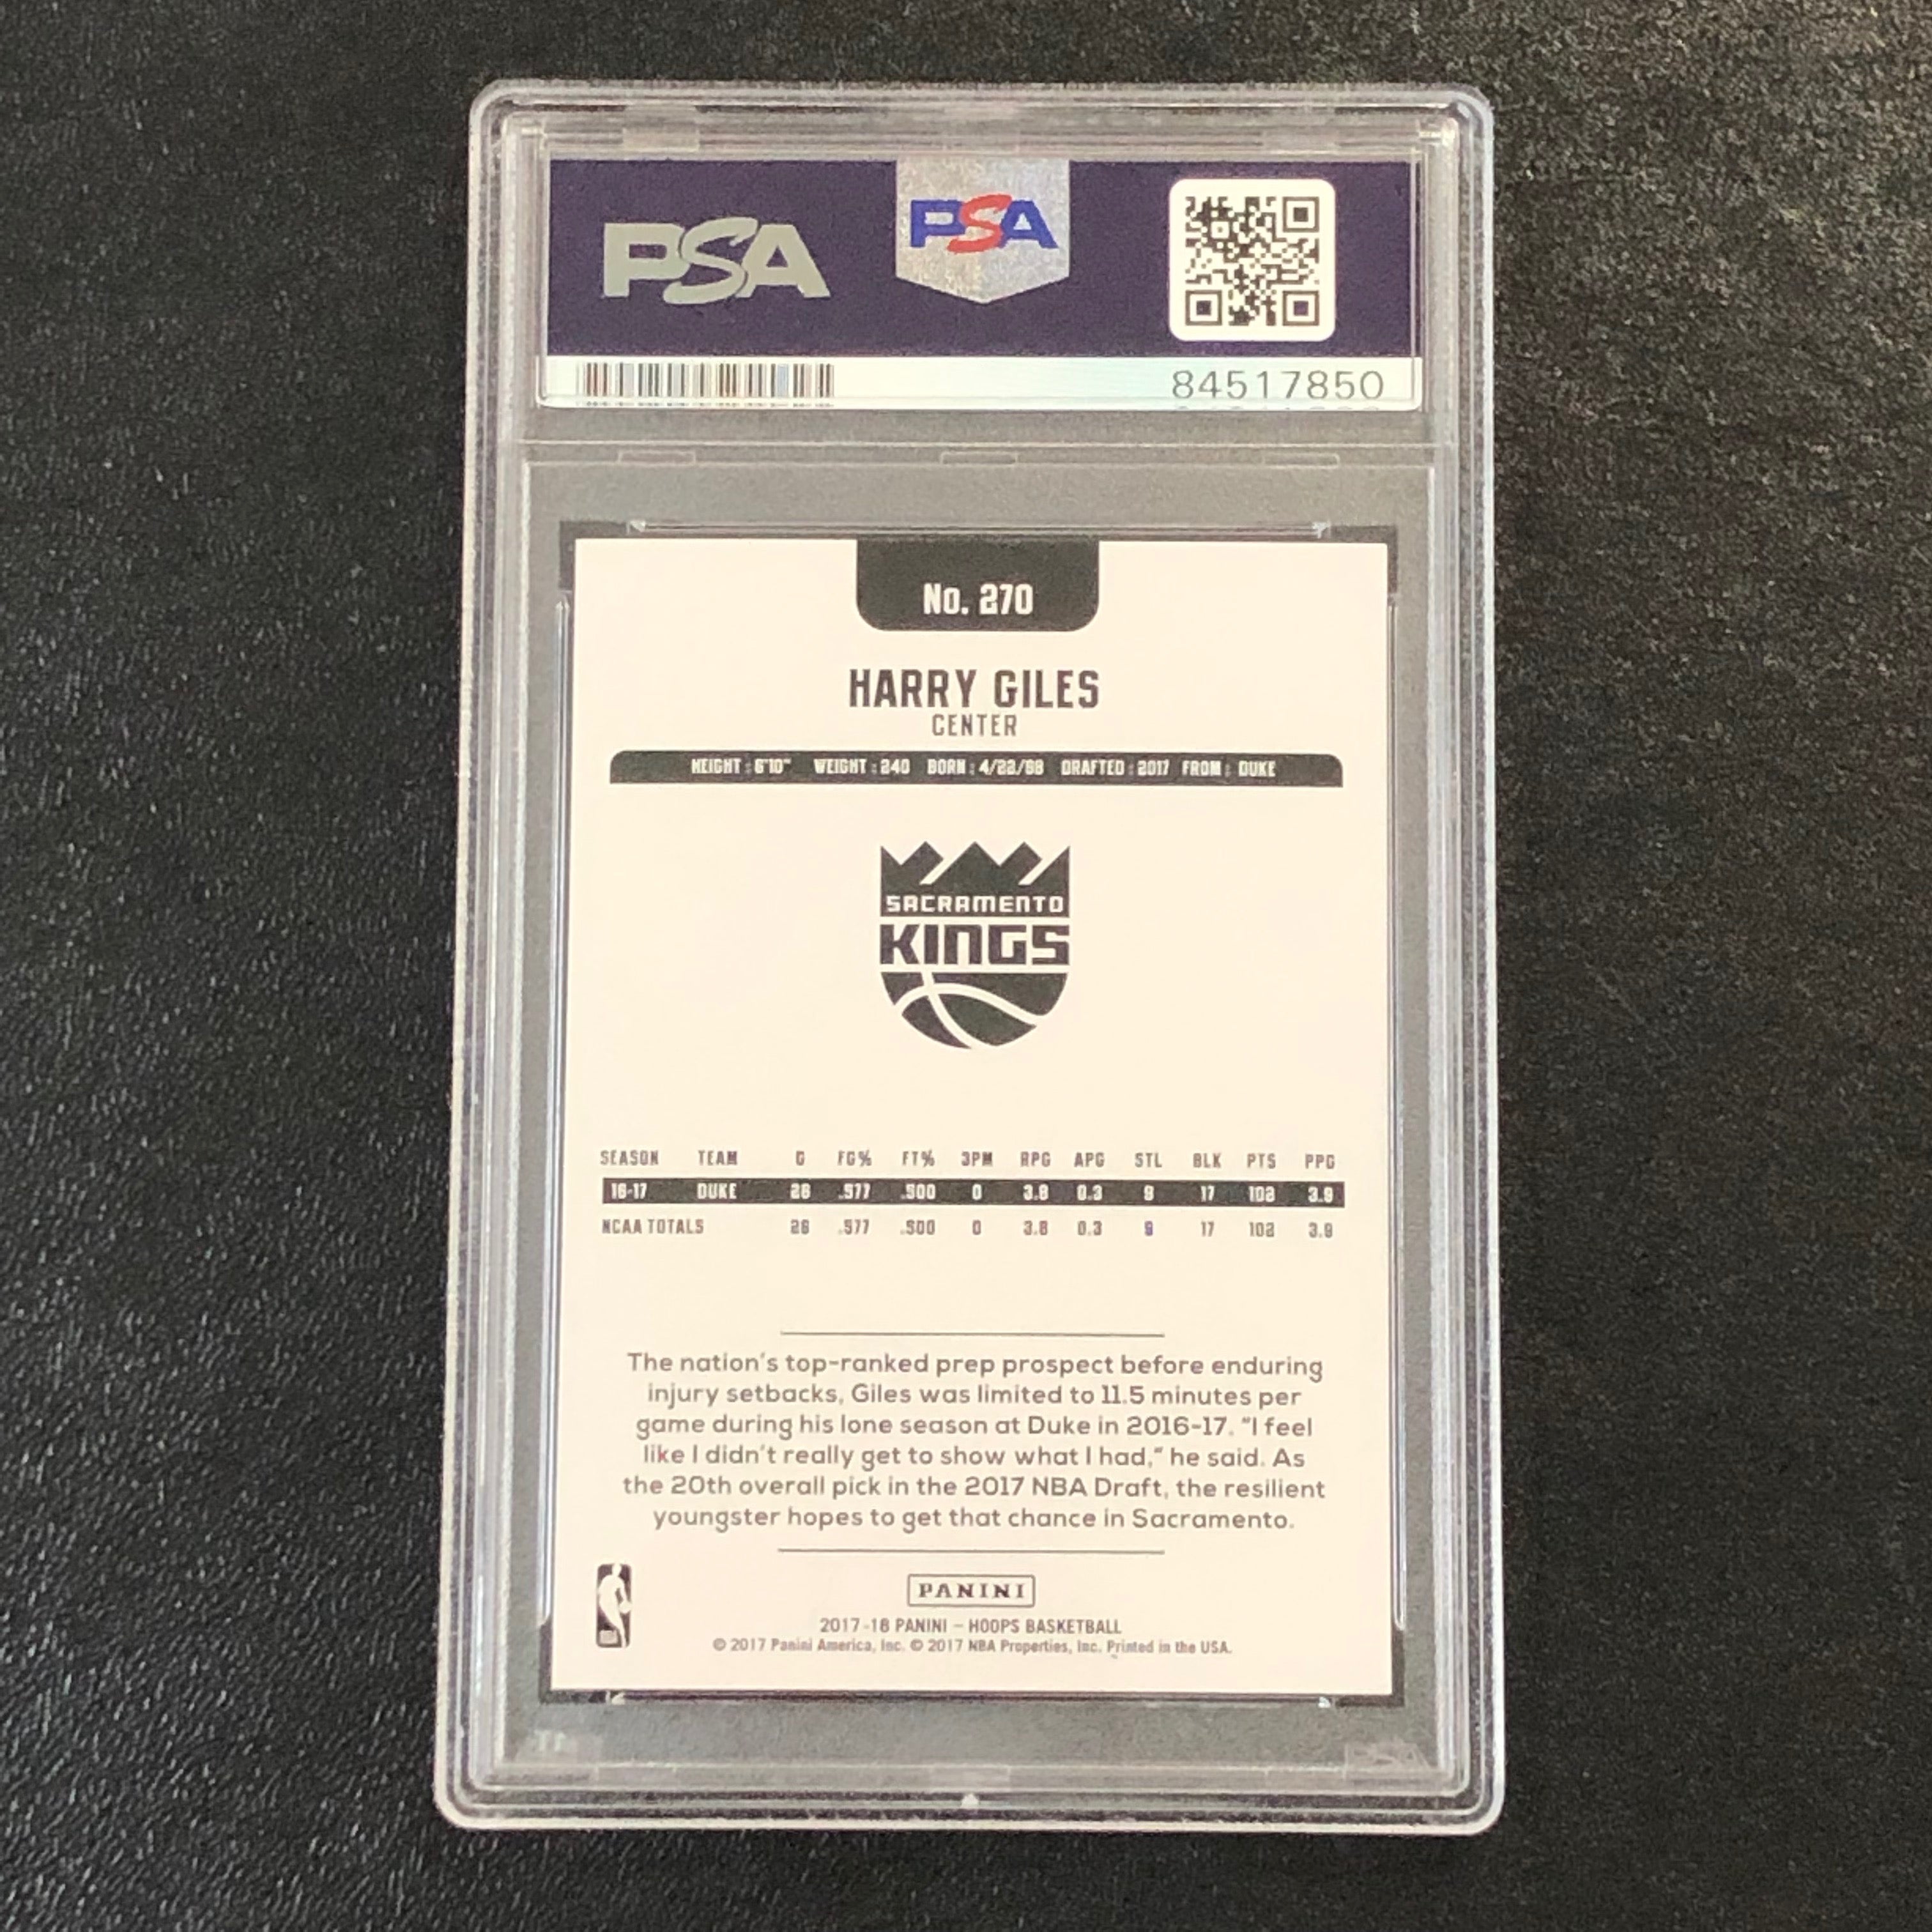 PSA PSA
84517850
No. 270
HARRY GILES
CENTER
HEIGHT : 6'10" WEIGHT : 240 BORN : 4/22/98 DRAFTED : 2017 FROM : DUKE
SACRAMENTO
KINGS
SEASON TEAM G FG% FT% 3PM RPG APG STL BLK PTS PPG
16-17 DUKE 26 .577 .500 0 3.8 0.3 9 17 102 3.9
NCAA TOTALS 26 .577 .500 0 3.8 0.3 9 17 102 3.9
The nation's top-ranked prep prospect before enduring
injury setbacks, Giles was limited to 11.5 minutes per
game during his lone season at Duke in 2016-17. "I feel
like I didn't really get to show what I had," he said. As
the 20th overall pick in the 2017 NBA Draft, the resilient
youngster hopes to get that chance in Sacramento.
PANINI
2017-18 PANINI – HOOPS BASKETBALL
© 2017 Panini America, Inc. © 2017 NBA Properties, Inc. Printed in the USA.
PSA